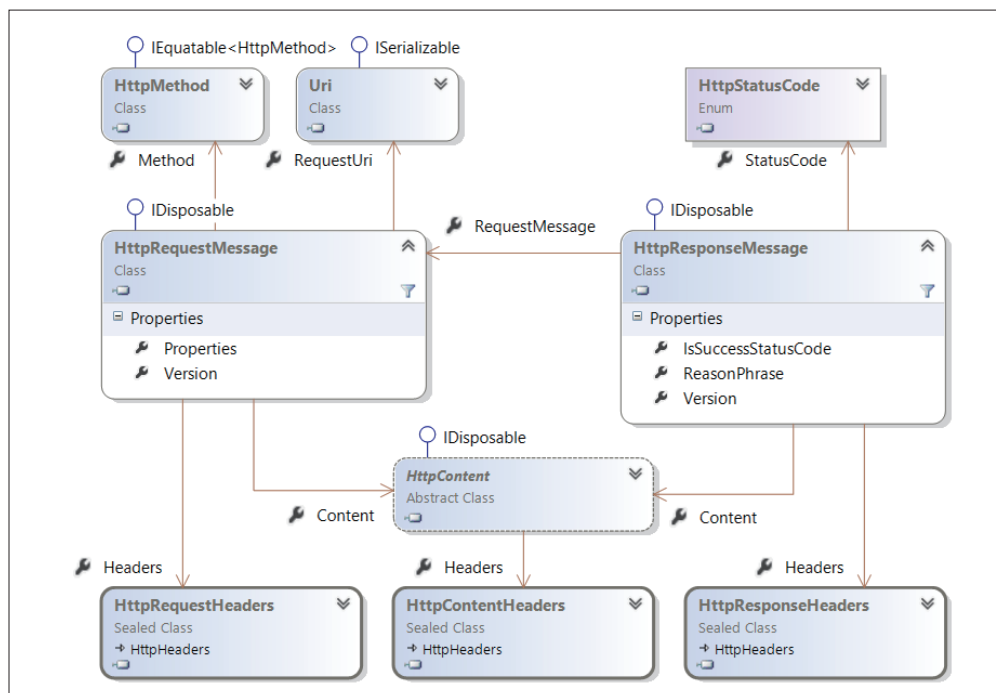 IEquatable<HttpMethod>
ISerializable
HttpMethod
Class
Uri
Class
HttpStatusCode
Enum
Method
RequestUri
StatusCode
IDisposable
IDisposable
RequestMessage
HttpRequestMessage
Class
Properties
Properties
Version
HttpResponseMessage
Class
Properties
IsSuccessStatusCode
ReasonPhrase
Version
IDisposable
HttpContent
Abstract Class
Content
Content
Headers
Headers
Headers
HttpRequestHeaders
Sealed Class
HttpHeaders
HttpContentHeaders
Sealed Class
HttpHeaders
HttpResponseHeaders
Sealed Class
HttpHeaders